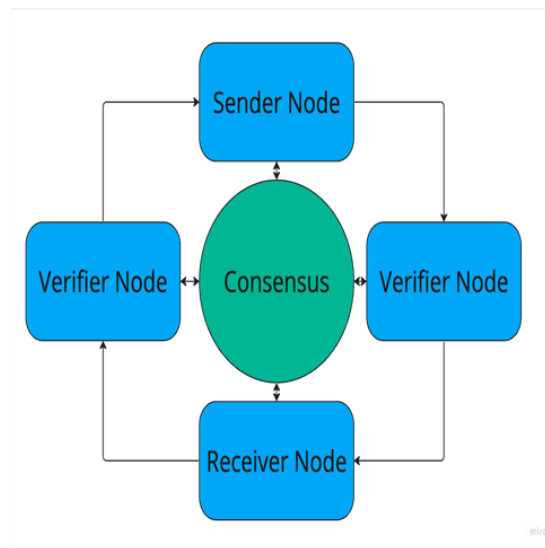 Sender Node
Verifier Node
Consensus
Verifier Node
Receiver Node